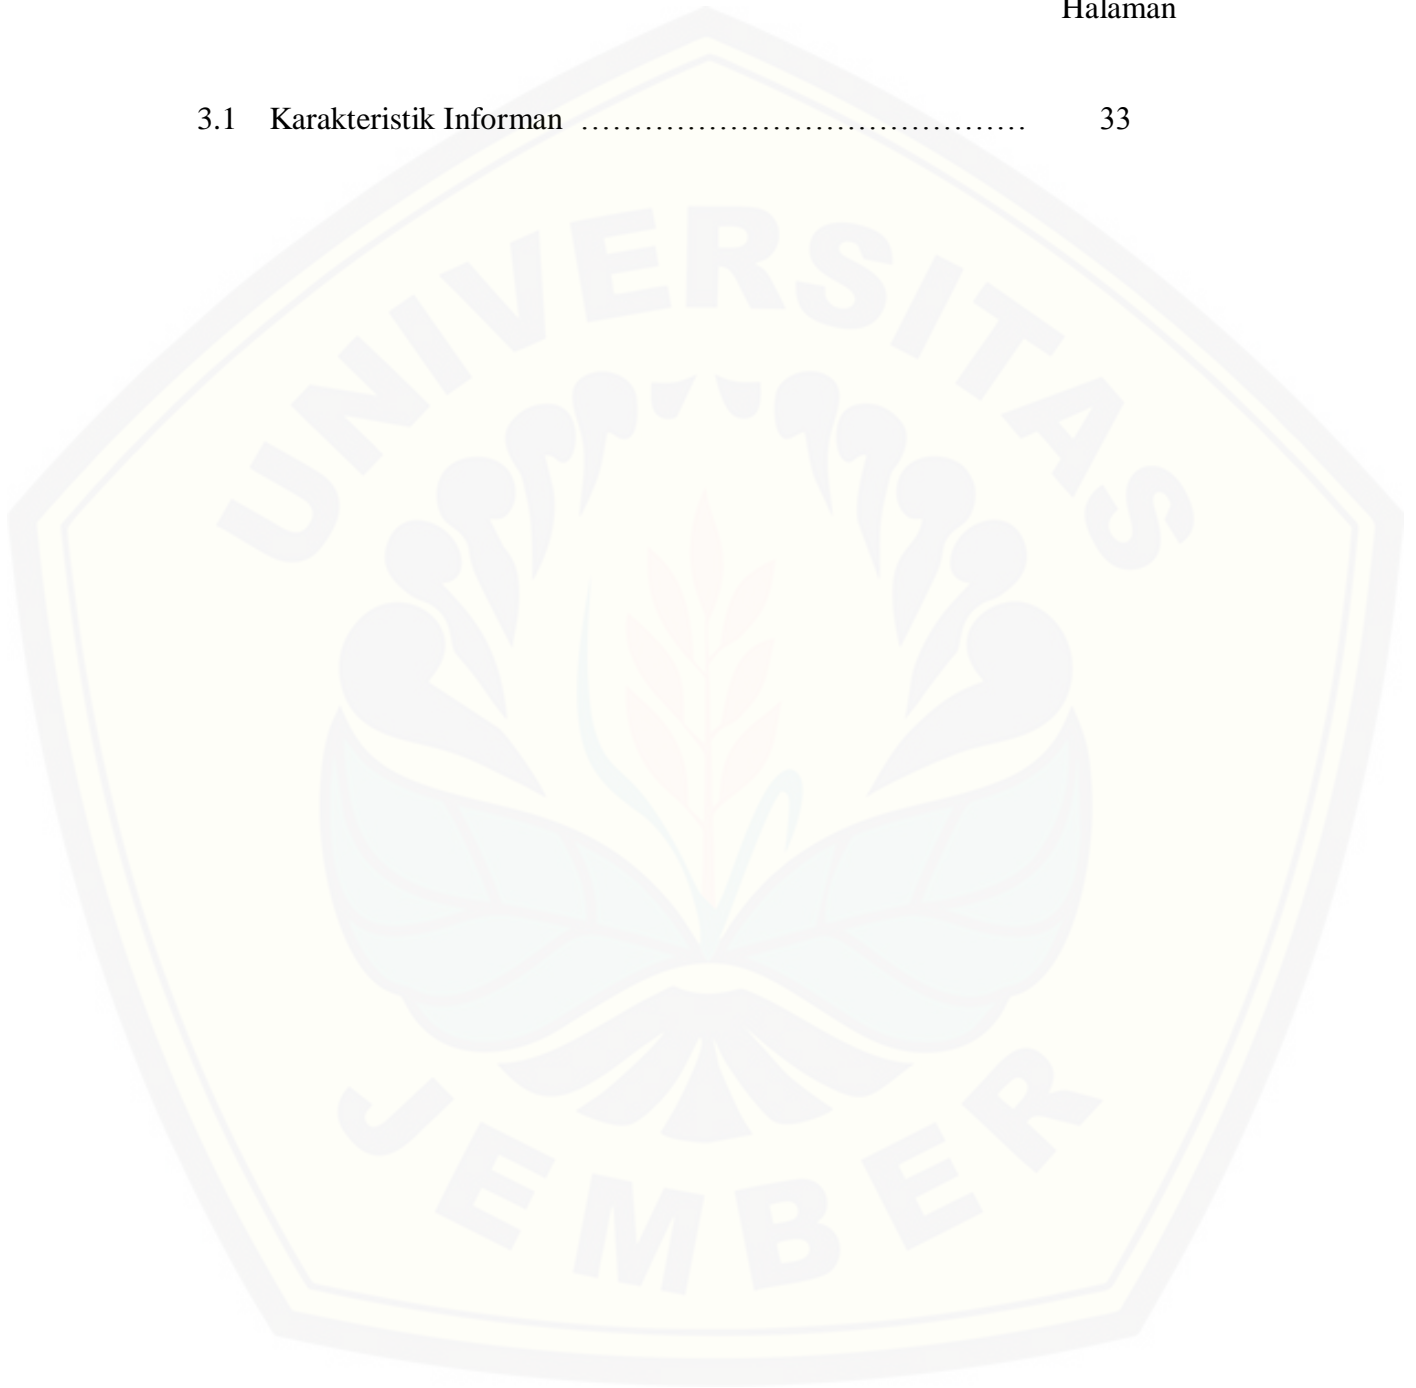 Halaman
3.1 Karakteristik Informan ……………………………………  33
UNIVERSITAS
JEMBER